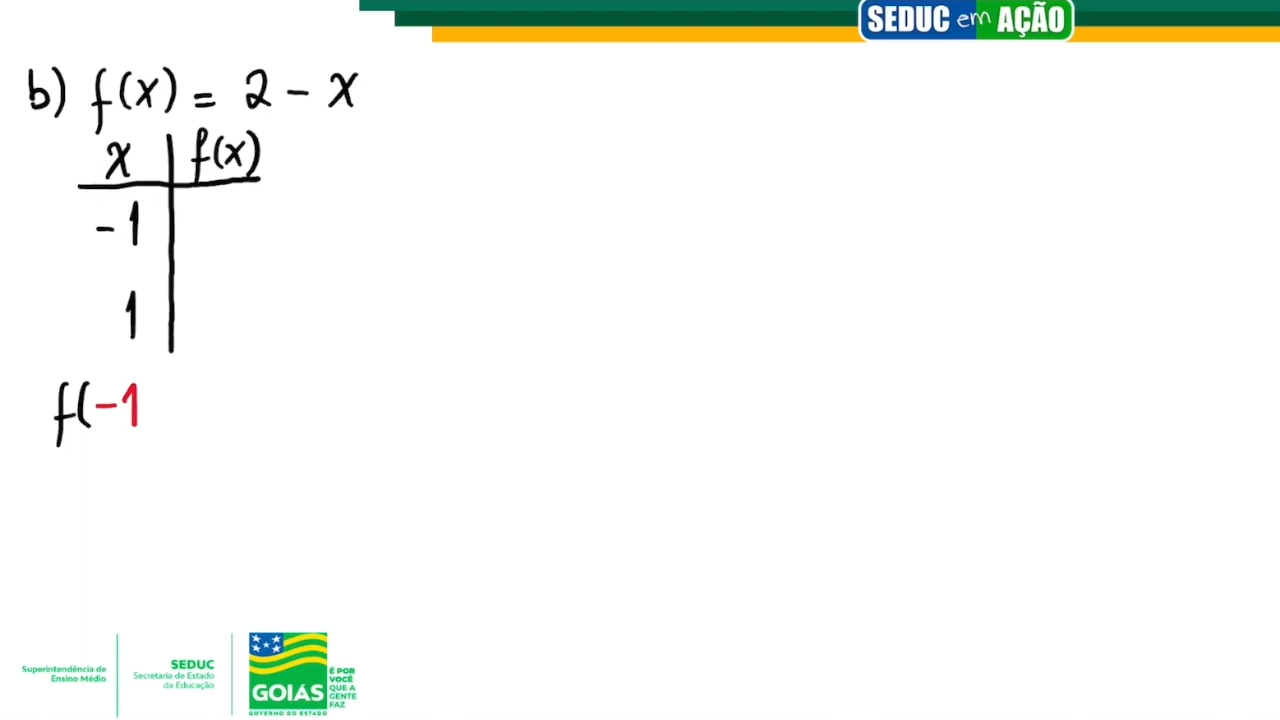 SEDUC em AÇÃO
b) f(x) = 2 - x
x f(x)
-1
1
f(-1
Superintendência de
Ensino Médio
SEDUC
Secretaria de Estado
da Educação
GOIÁS
GOVERNO DO ESTADO
É POR
VOCÊ
QUE A
GENTE
FAZ